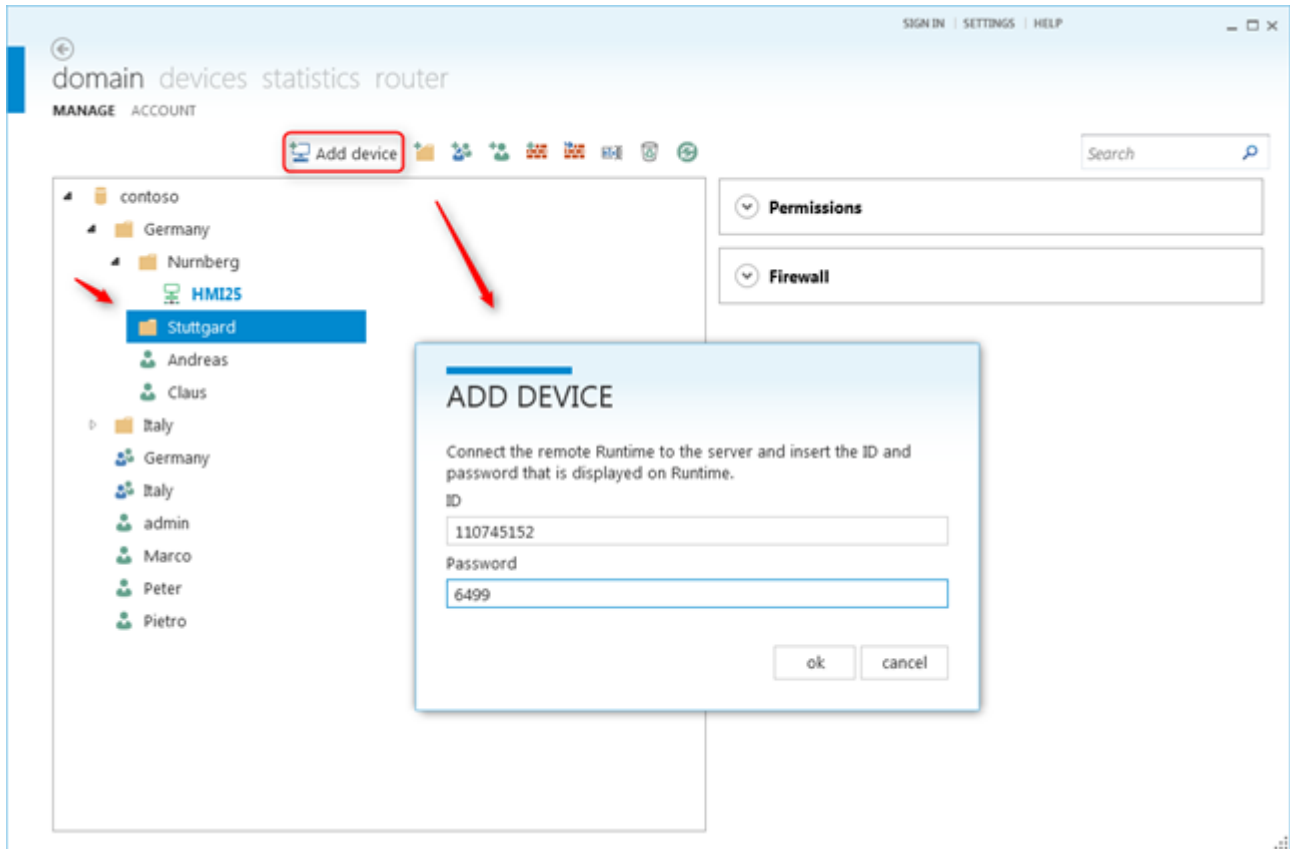 SIGN IN | SETTINGS | HELP
domain devices statistics router
MANAGE ACCOUNT
Add device
Search
contoso
Germany
Nurnberg
HMI25
Stuttgard
Andreas
Claus
Italy
Germany
Italy
admin
Marco
Peter
Pietro
Permissions
Firewall
ADD DEVICE
Connect the remote Runtime to the server and insert the ID and
password that is displayed on Runtime.
ID
110745152
Password
6499
ok cancel